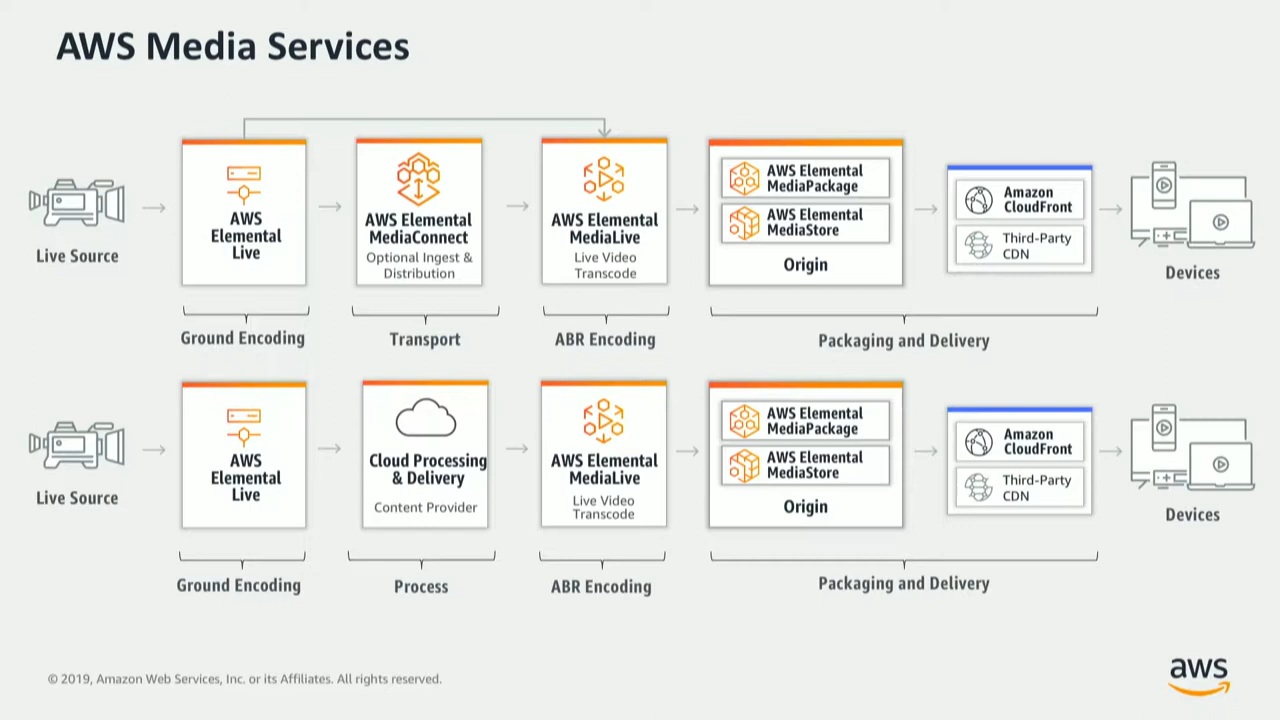 AWS Media Services
Live Source
AWS
Elemental
Live
AWS Elemental
MediaConnect
Optional Ingest &
Distribution
AWS Elemental
MediaLive
Live Video
Transcode
AWS Elemental
MediaPackage
AWS Elemental
MediaStore
Origin
Amazon
CloudFront
Third-Party
CDN
Devices
Ground Encoding
Transport
ABR Encoding
Packaging and Delivery
Live Source
AWS
Elemental
Live
Cloud Processing
& Delivery
Content Provider
AWS Elemental
MediaLive
Live Video
Transcode
AWS Elemental
MediaPackage
AWS Elemental
MediaStore
Origin
Amazon
CloudFront
Third-Party
CDN
Devices
Ground Encoding
Process
ABR Encoding
Packaging and Delivery
© 2019, Amazon Web Services, Inc. or its Affiliates. All rights reserved.
aws